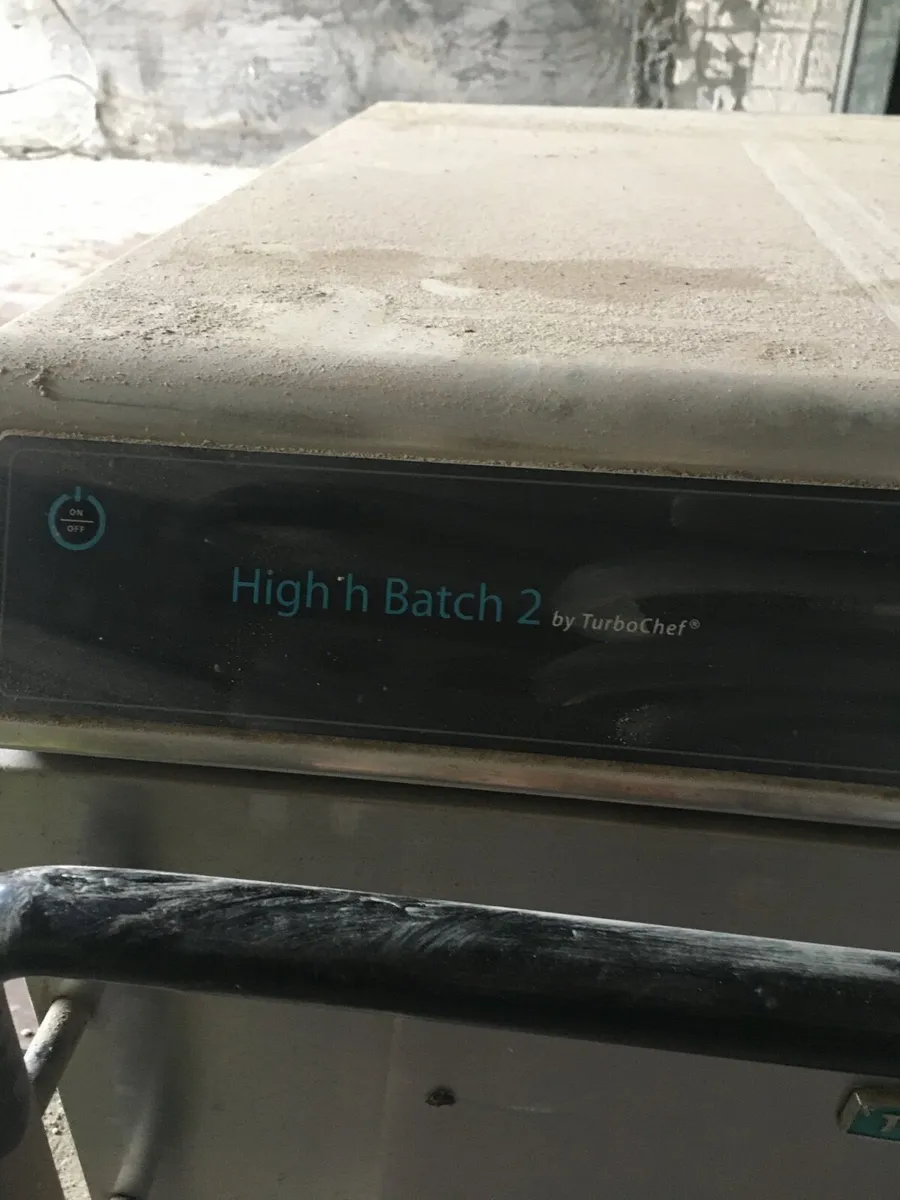 ON
OFF
High h Batch 2 by TurboChef®